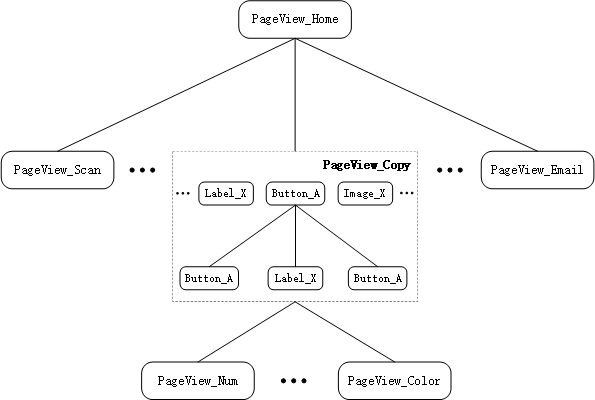 PageView_Home
PageView_Scan
•••
PageView_Copy
•••
PageView_Email
••• Label_X Button_A Image_X •••
Button_A Label_X Button_A
PageView_Num ••• PageView_Color